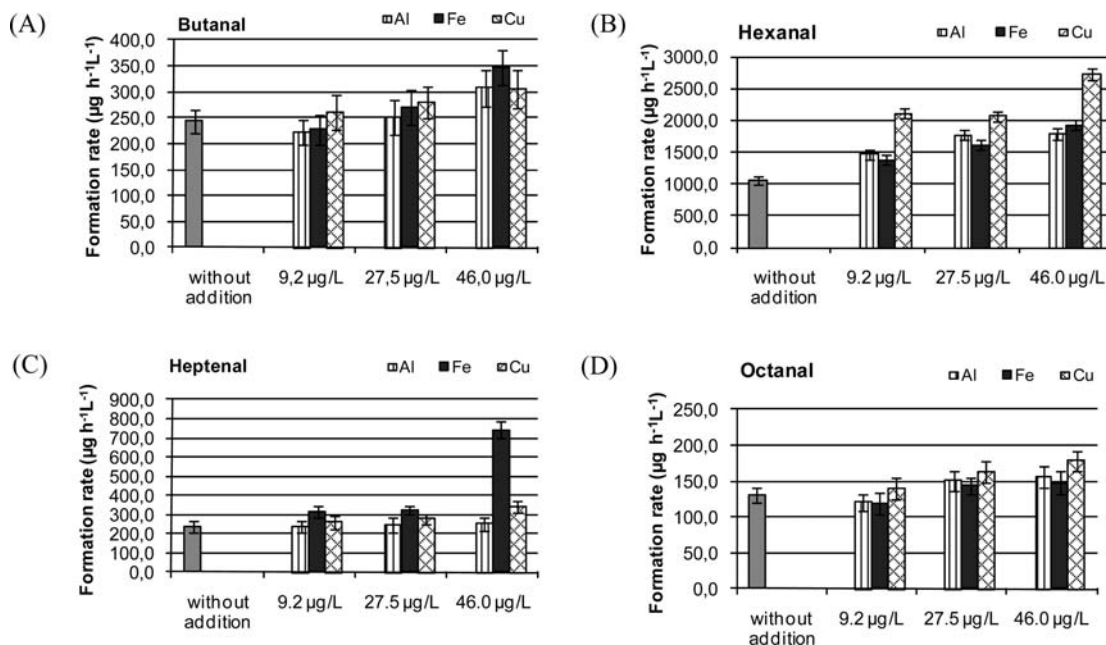 (A)
Butanal
Al Fe Cu
Formation rate (µg h⁻¹L⁻¹)
400,0
350,0
300,0
250,0
200,0
150,0
100,0
50,0
0,0
without addition
9,2 µg/L
27,5 µg/L
46,0 µg/L
(B)
Hexanal
Al Fe Cu
Formation rate (µg h⁻¹L⁻¹)
3000,0
2500,0
2000,0
1500,0
1000,0
500,0
0,0
without addition
9.2 µg/L
27.5 µg/L
46.0 µg/L
(C)
Heptenal
Al Fe Cu
Formation rate (µg h⁻¹L⁻¹)
900,0
800,0
700,0
600,0
500,0
400,0
300,0
200,0
100,0
0,0
without addition
9.2 µg/L
27.5 µg/L
46.0 µg/L
(D)
Octanal
Al Fe Cu
Formation rate (µg h⁻¹L⁻¹)
250,0
200,0
150,0
100,0
50,0
0,0
without addition
9.2 µg/L
27.5 µg/L
46.0 µg/L